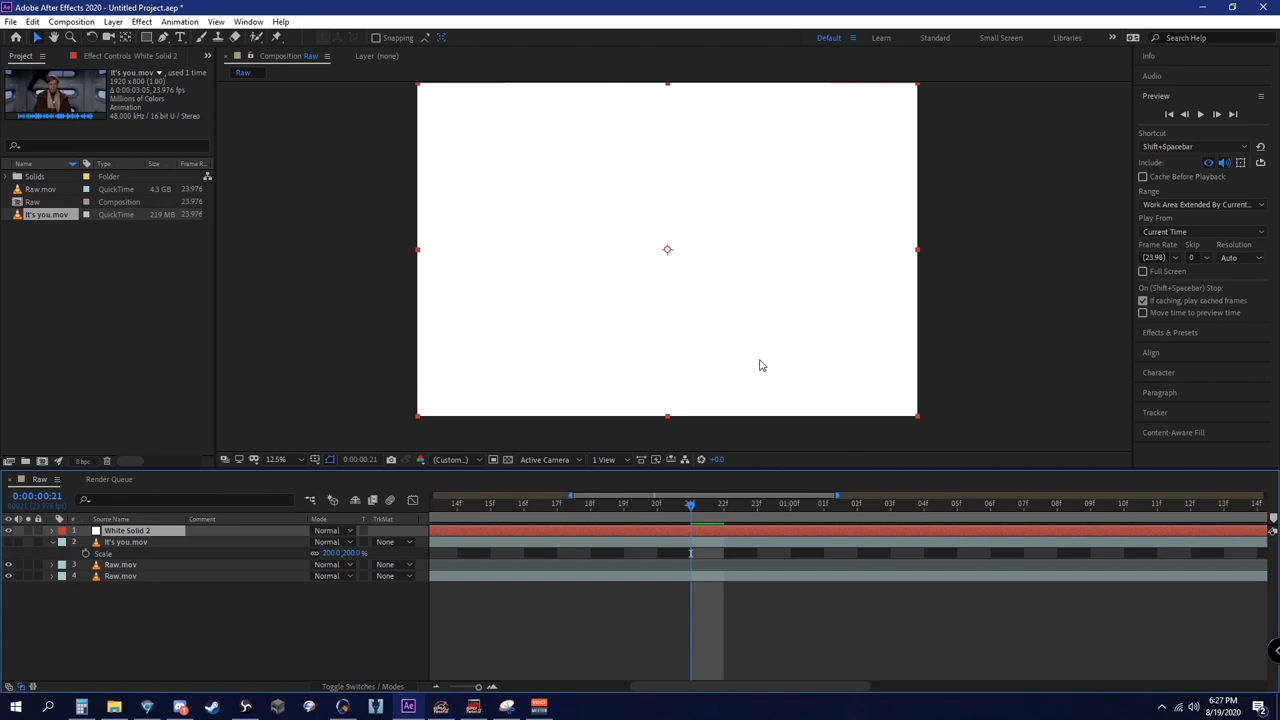 Adobe After Effects 2020 - Untitled Project.aep *
File Edit Composition Layer Effect Animation View Window Help
Snapping
Default Learn Standard Small Screen Libraries Search Help
Project Effect Controls White Solid 2
Composition Raw Layer (none)
Raw
It's you.mov , used 1 time
1920 x 800 (1.00)
Δ 0:00:03:05, 23.976 fps
Millions of Colors
Animation
48.000 kHz / 16 bit U / Stereo
Name Type Size Frame R...
Solids Folder
Raw.mov QuickTime 4.3 GB 23.976
Raw Composition 23.976
It's you.mov QuickTime 219 MB 23.976
8 bpc
Info
Audio
Preview
Shortcut
Shift+Spacebar
Include:
Cache Before Playback
Range
Work Area Extended By Current...
Play From
Current Time
Frame Rate Skip Resolution
(23.98) 0 Auto
Full Screen
On (Shift+Spacebar) Stop:
If caching, play cached frames
Move time to preview time
Effects & Presets
Align
Character
Paragraph
Tracker
Content-Aware Fill
12.5% 0:00:00:21 (Custom...) Active Camera 1 View +0.0
Raw Render Queue
0:00:00:21
00021 (23.976 fps)
14f 15f 16f 17f 18f 19f 20f 21f 22f 23f 01:00f 01f 02f 03f 04f 05f 06f 07f 08f 09f 10f 11f 12f 13f 14f
# Source Name Comment Mode T TrkMat
1 White Solid 2 Normal
2 It's you.mov Normal None
Scale 200.0,200.0 %
3 Raw.mov Normal None
4 Raw.mov Normal None
Toggle Switches / Modes
6:27 PM
8/19/2020